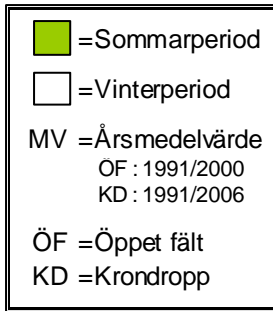 =Sommarperiod
=Vinterperiod
MV =Årsmedelvärde
ÖF : 1991/2000
KD : 1991/2006
ÖF =Öppet fält
KD =Krondropp